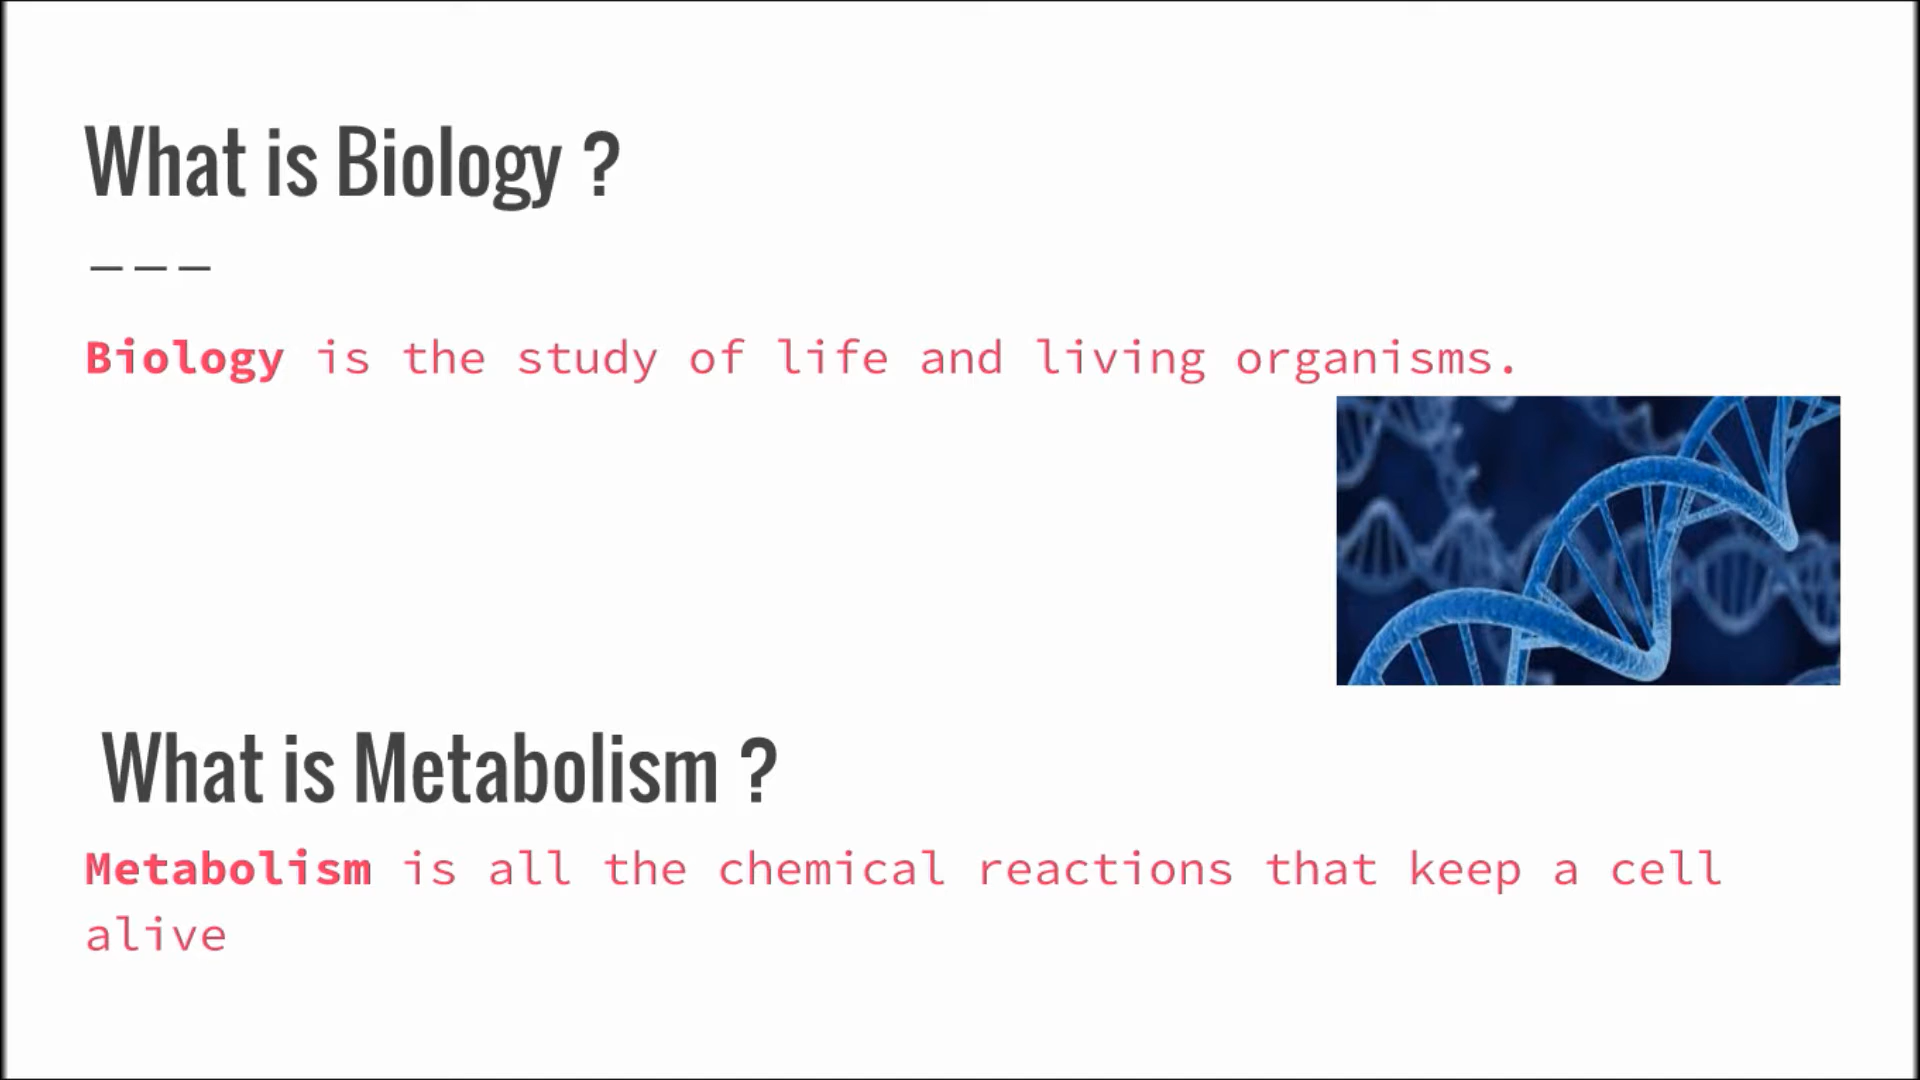 What is Biology ?
———
Biology is the study of life and living organisms.
What is Metabolism ?
Metabolism is all the chemical reactions that keep a cell
alive